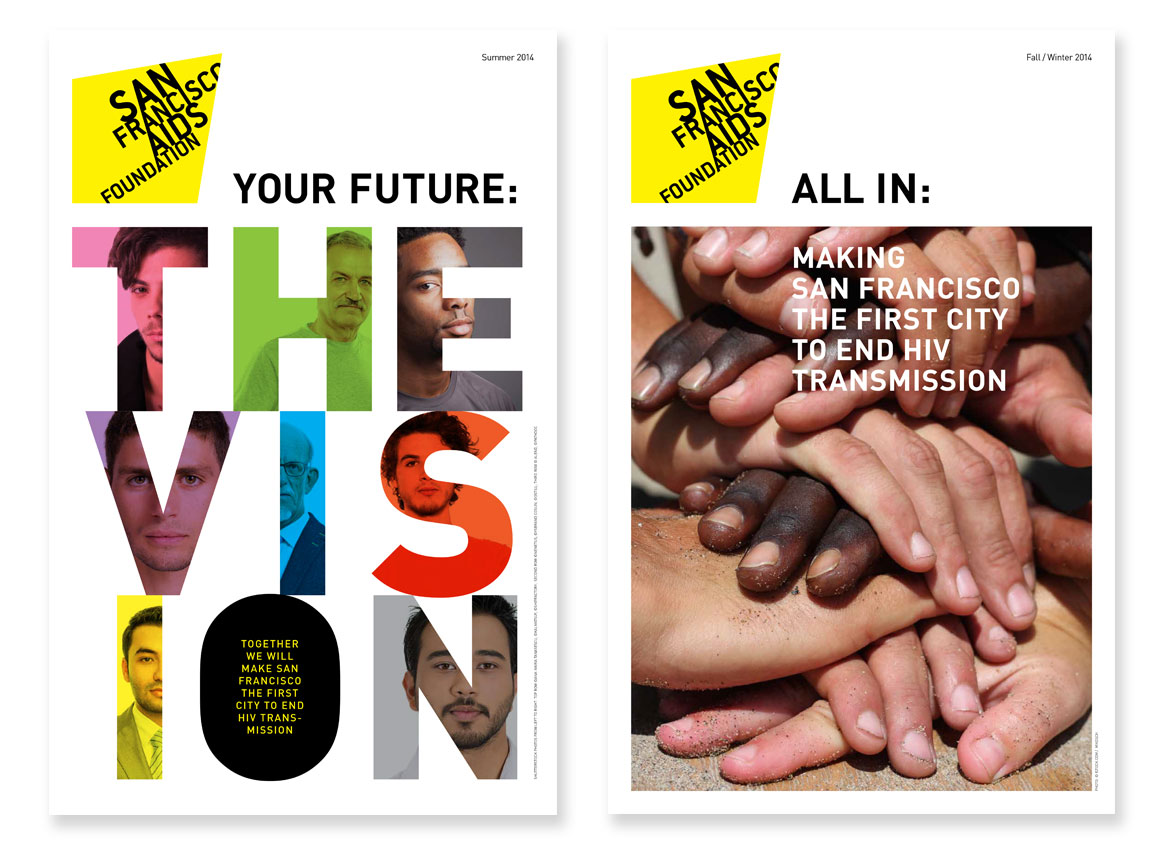 Summer 2014
SAN
FRANCISCO
AIDS
FOUNDATION
YOUR FUTURE:
THE
VIS
ION
TOGETHER
WE WILL
MAKE SAN
FRANCISCO
THE FIRST
CITY TO END
HIV TRANS-
MISSION
Fall / Winter 2014
SAN
FRANCISCO
AIDS
FOUNDATION
ALL IN:
MAKING
SAN FRANCISCO
THE FIRST CITY
TO END HIV
TRANSMISSION